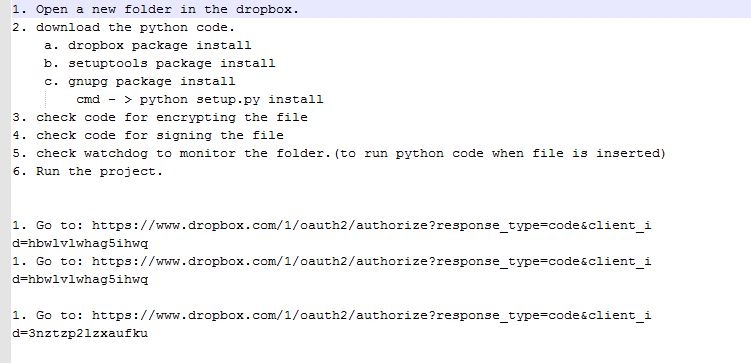 1. Open a new folder in the dropbox.
2. download the python code.
a. dropbox package install
b. setuptools package install
c. gnupg package install
cmd - > python setup.py install
3. check code for encrypting the file
4. check code for signing the file
5. check watchdog to monitor the folder.(to run python code when file is inserted)
6. Run the project.
1. Go to: https://www.dropbox.com/1/oauth2/authorize?response_type=code&client_i
d=hbwlvlwhag5ihwq
1. Go to: https://www.dropbox.com/1/oauth2/authorize?response_type=code&client_i
d=hbwlvlwhag5ihwq
1. Go to: https://www.dropbox.com/1/oauth2/authorize?response_type=code&client_i
d=3nztzp2lzxaufku